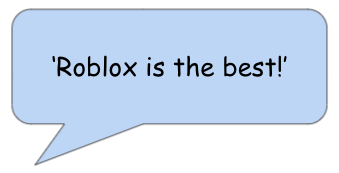 ‘Roblox is the best!’